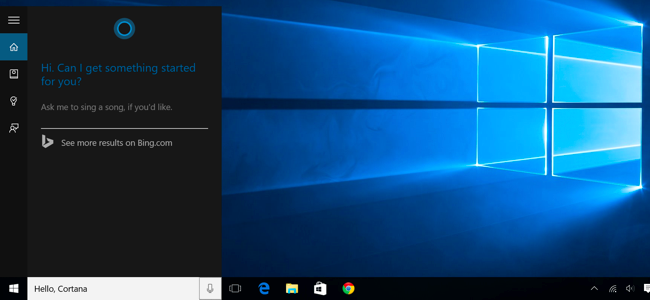 Hi. Can I get something started
for you?
Ask me to sing a song, if you'd like.
See more results on Bing.com
Hello, Cortana